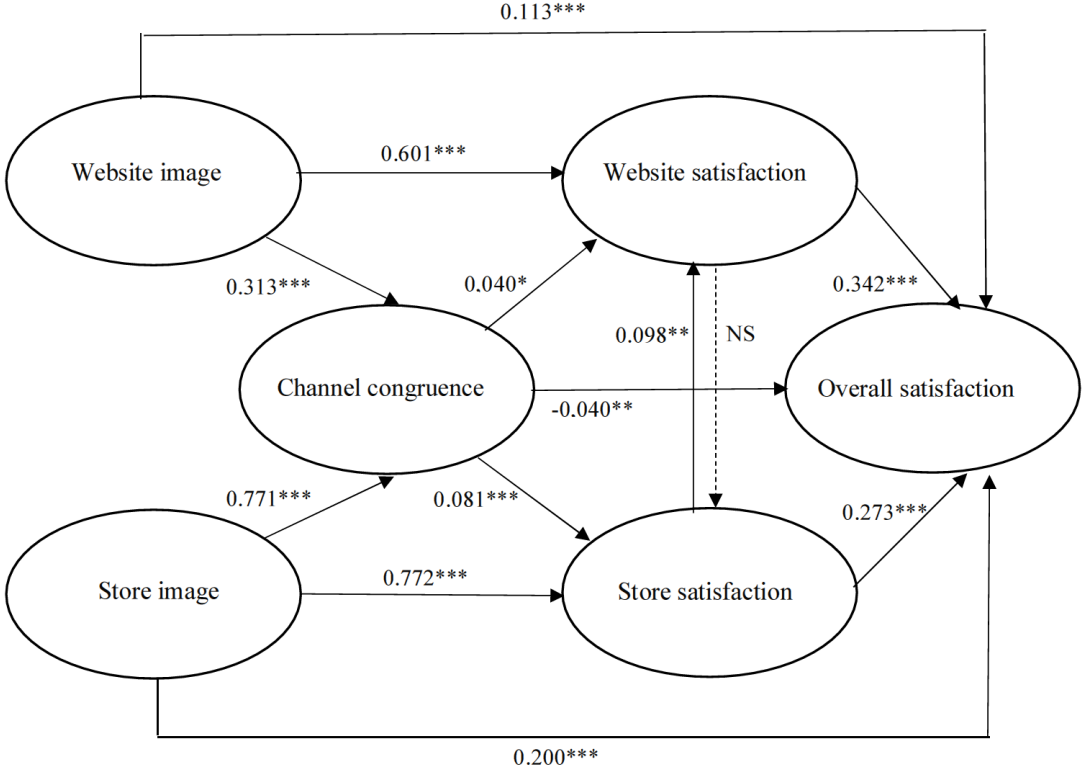 0.113***
Website image
0.601***
Website satisfaction
0.313***
0.040*
0.342***
0.098**
NS
Channel congruence
-0.040**
Overall satisfaction
0.771***
0.081***
0.273***
Store image
0.772***
Store satisfaction
0.200***